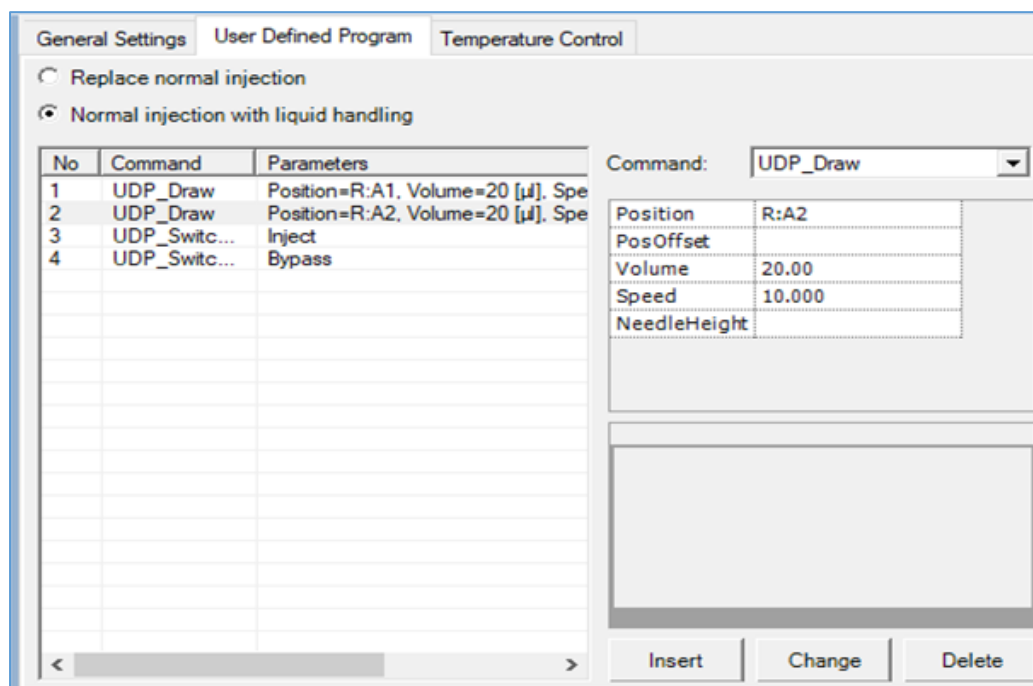 General Settings User Defined Program Temperature Control
Replace normal injection
Normal injection with liquid handling
No Command Parameters
1 UDP_Draw Position=R:A1, Volume=20 [µl], Spe
2 UDP_Draw Position=R:A2, Volume=20 [µl], Spe
3 UDP_Switc... Inject
4 UDP_Switc... Bypass
Command: UDP_Draw
Position R:A2
PosOffset
Volume 20.00
Speed 10.000
NeedleHeight
Insert Change Delete